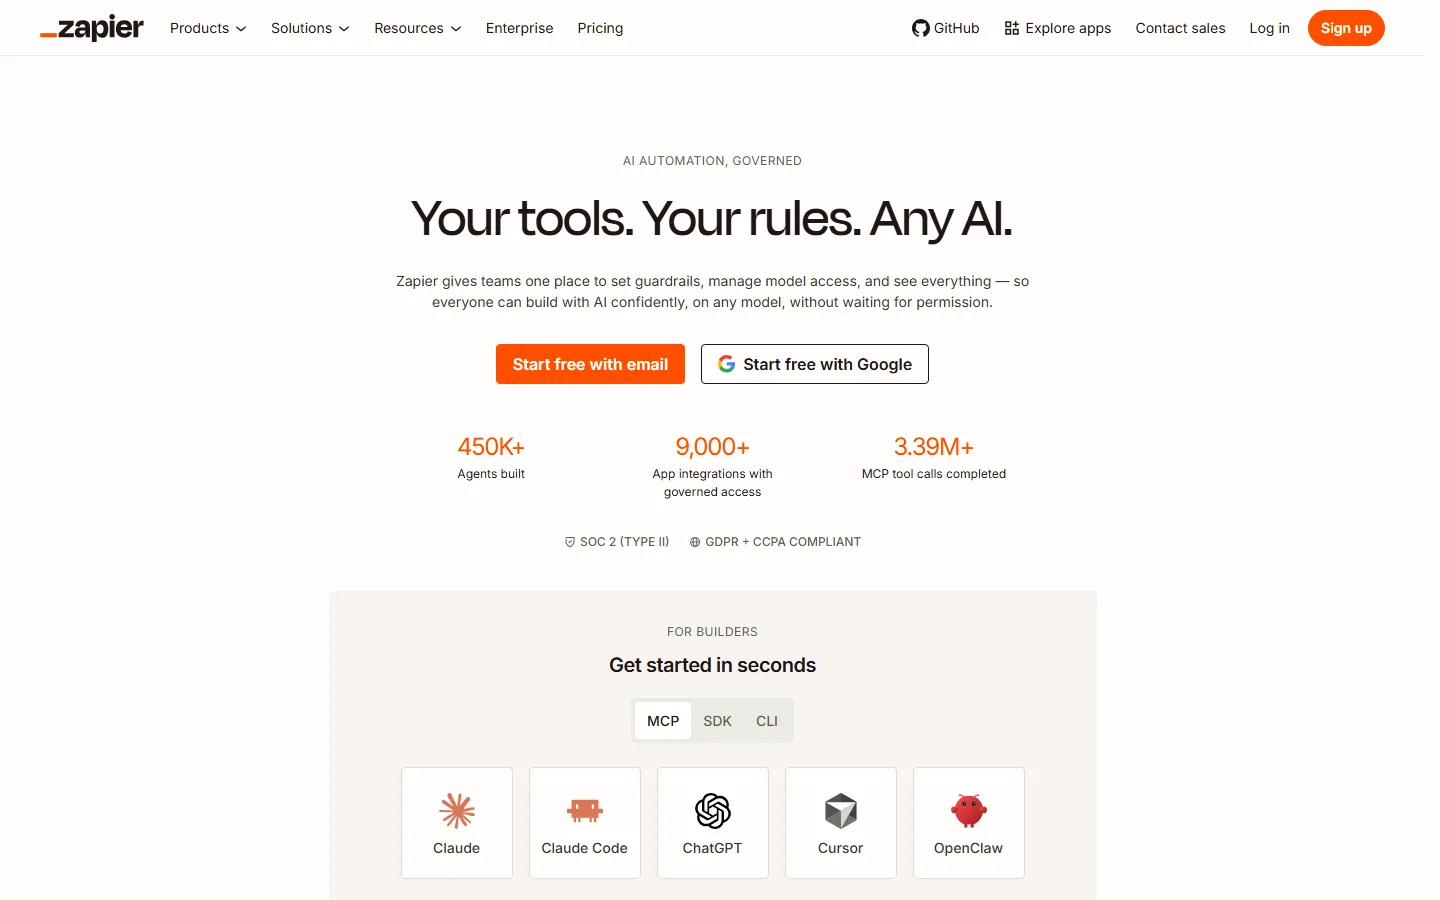 zapier
Products
Solutions
Resources
Enterprise
Pricing
GitHub
Explore apps
Contact sales
Log in
Sign up
AI AUTOMATION, GOVERNED
Your tools. Your rules. Any AI.
Zapier gives teams one place to set guardrails, manage model access, and see everything — so
everyone can build with AI confidently, on any model, without waiting for permission.
Start free with email
Start free with Google
450K+
Agents built
9,000+
App integrations with
governed access
3.39M+
MCP tool calls completed
SOC 2 (TYPE II)
GDPR + CCPA COMPLIANT
FOR BUILDERS
Get started in seconds
MCP
SDK
CLI
Claude
Claude Code
ChatGPT
Cursor
OpenClaw